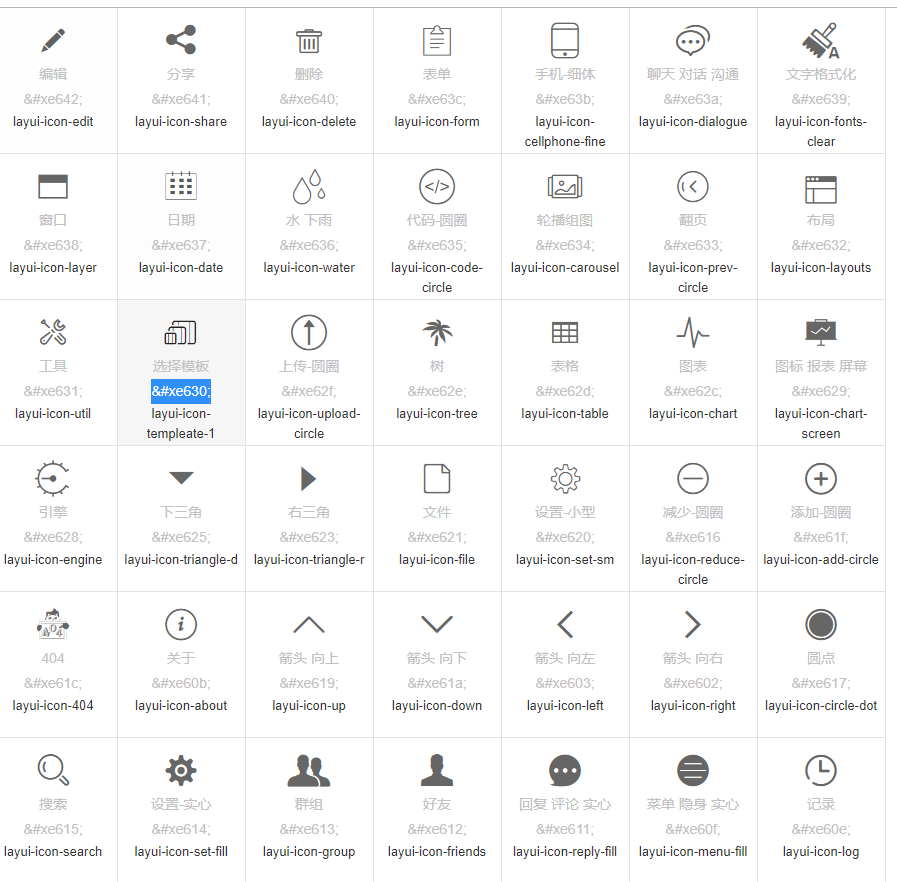 编辑 分享 删除 表单 手机-细体 聊天 对话 沟通 文字格式化
&#xe642; &#xe641; &#xe640; &#xe63c; &#xe63b; &#xe63a; &#xe639;
layui-icon-edit layui-icon-share layui-icon-delete layui-icon-form layui-icon- layui-icon-dialogue layui-icon-fonts-
cellphone-fine clear
窗口 日期 水 下雨 代码-圆圈 轮播组图 翻页 布局
&#xe638; &#xe637; &#xe636; &#xe635; &#xe634; &#xe633; &#xe632;
layui-icon-layer layui-icon-date layui-icon-water layui-icon-code- layui-icon-carousel layui-icon-prev- layui-icon-layouts
circle circle
工具 选择模板 上传-圆圈 树 表格 图表 图标 报表 屏幕
&#xe631; &#xe630; &#xe62f; &#xe62e; &#xe62d; &#xe62c; &#xe629;
layui-icon-util layui-icon- layui-icon-upload- layui-icon-tree layui-icon-table layui-icon-chart layui-icon-chart-
templeate-1 circle screen
引擎 下三角 右三角 文件 设置-小型 减少-圆圈 添加-圆圈
&#xe628; &#xe625; &#xe623; &#xe621; &#xe620; &#xe616 &#xe61f;
layui-icon-engine layui-icon-triangle-d layui-icon-triangle-r layui-icon-file layui-icon-set-sm layui-icon-reduce- layui-icon-add-circle
circle
404 关于 箭头 向上 箭头 向下 箭头 向左 箭头 向右 圆点
&#xe61c; &#xe60b; &#xe619; &#xe61a; &#xe603; &#xe602; &#xe617;
layui-icon-404 layui-icon-about layui-icon-up layui-icon-down layui-icon-left layui-icon-right layui-icon-circle-dot
搜索 设置-实心 群组 好友 回复 评论 实心 菜单 隐身 实心 记录
&#xe615; &#xe614; &#xe613; &#xe612; &#xe611; &#xe60f; &#xe60e;
layui-icon-search layui-icon-set-fill layui-icon-group layui-icon-friends layui-icon-reply-fill layui-icon-menu-fill layui-icon-log